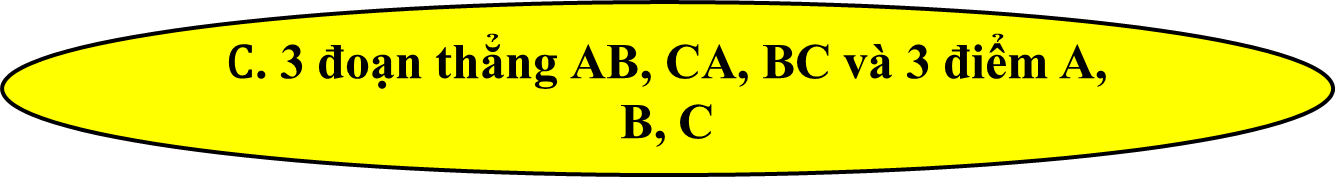 C. 3 đoạn thẳng AB, CA, BC và 3 điểm A,
B, C